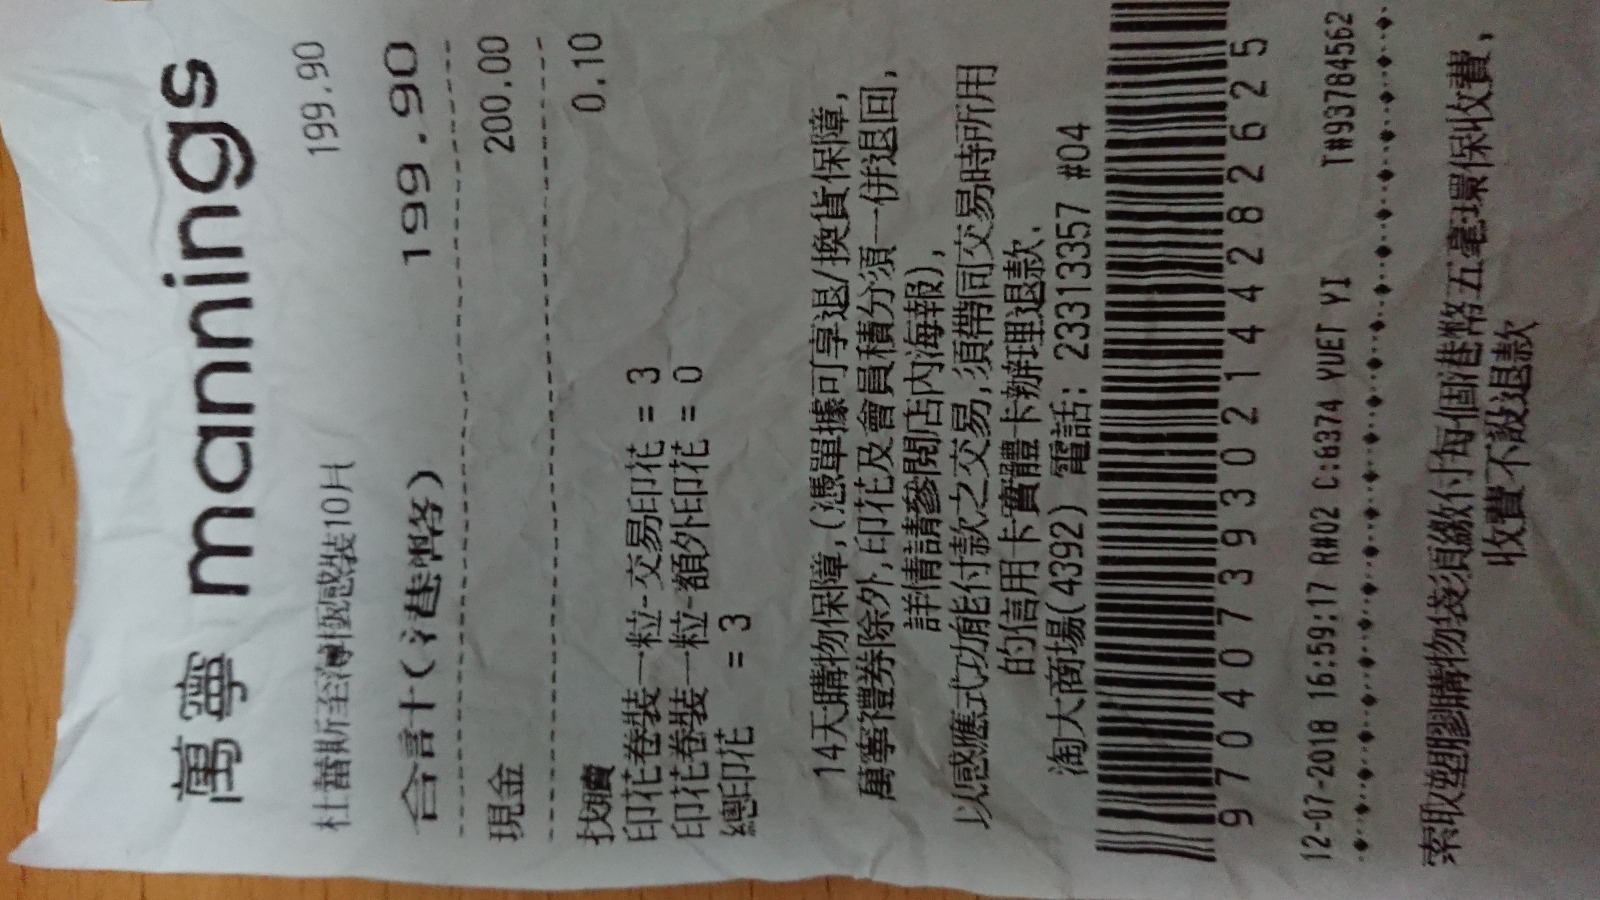 萬寧 mannings
杜蕾斯至薄極感裝10片 199.90
合計(港幣) 199.90
現金 200.00
找贖 0.10
印花卷裝一粒-交易印花 = 3
印花卷裝一粒-額外印花 = 0
總印花 = 3
14天購物保障,(憑單據可享退/換貨保障,
萬寧禮券除外,印花及會員積分須一併退回,
詳情請參閱店內海報),
以感應式功能付款之交易,須帶同交易時所用
的信用卡實體卡辦理退款.
淘大商場(4392) 電話: 23313357 #04
970407393021442826 25
12-07-2018 16:59:17 R#02 C:6374 YUET YI T#93784562
索取塑膠購物袋須繳付每個港幣五毫環保收費,
收費不設退款